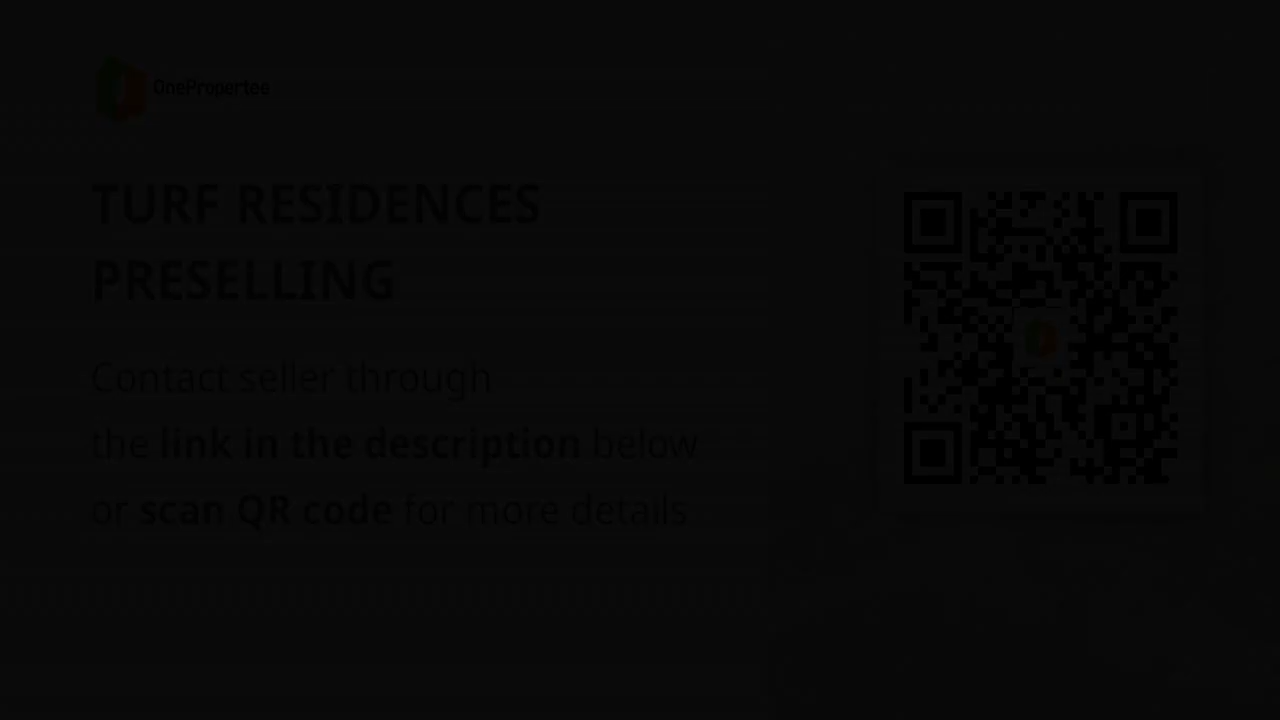 OnePropertee
TURF RESIDENCES
PRESELLING
Contact seller through
the link in the description below
or scan QR code for more details